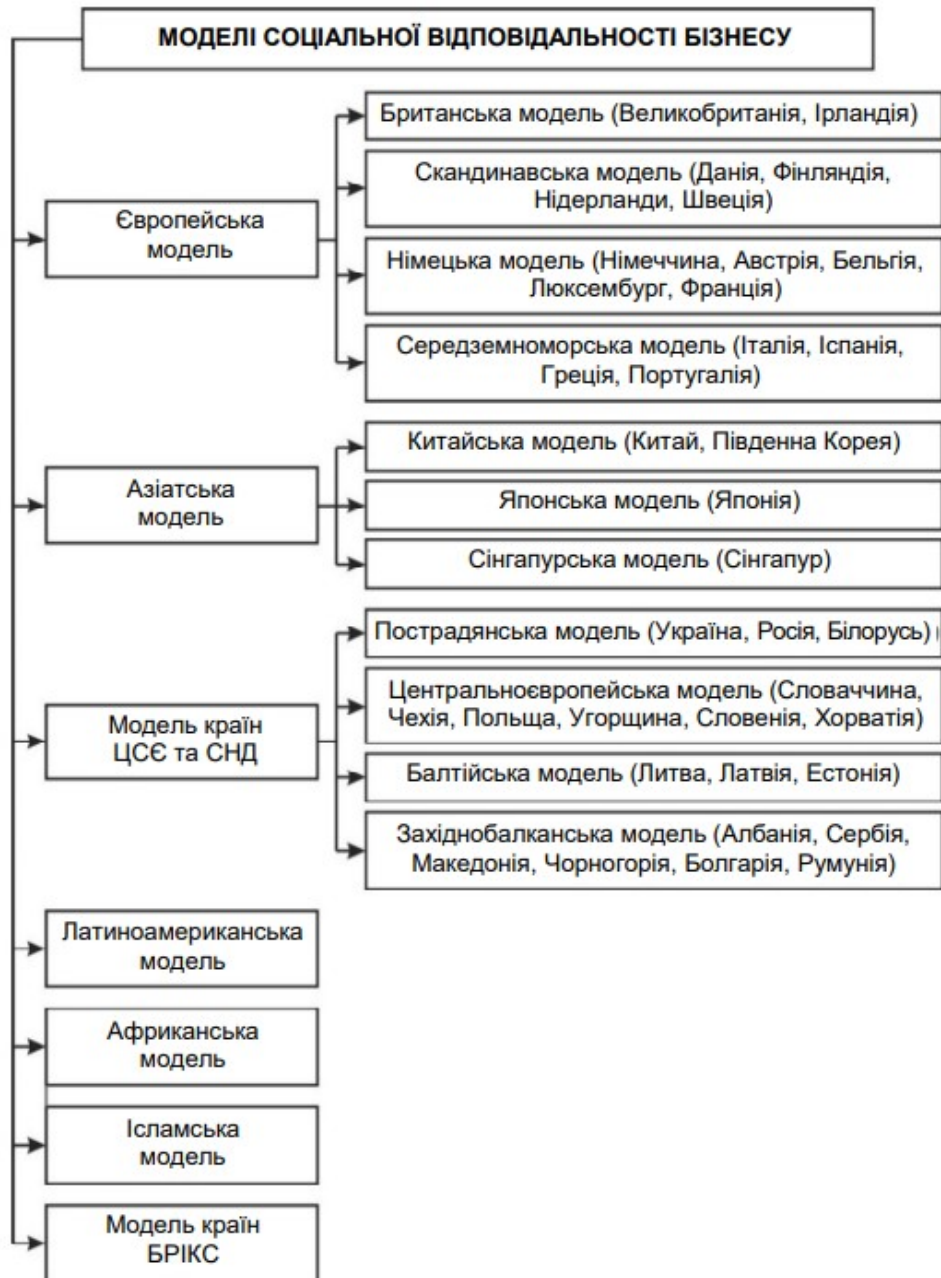 МОДЕЛІ СОЦІАЛЬНОЇ ВІДПОВІДАЛЬНОСТІ БІЗНЕСУ
Європейська
модель
Британська модель (Великобританія, Ірландія)
Скандинавська модель (Данія, Фінляндія,
Нідерланди, Швеція)
Німецька модель (Німеччина, Австрія, Бельгія,
Люксембург, Франція)
Середземноморська модель (Італія, Іспанія,
Греція, Португалія)
Азіатська
модель
Китайська модель (Китай, Південна Корея)
Японська модель (Японія)
Сінгапурська модель (Сінгапур)
Модель країн
ЦСЄ та СНД
Пострадянська модель (Україна, Росія, Білорусь)
Центральноєвропейська модель (Словаччина,
Чехія, Польща, Угорщина, Словенія, Хорватія)
Балтійська модель (Литва, Латвія, Естонія)
Західнобалканська модель (Албанія, Сербія,
Македонія, Чорногорія, Болгарія, Румунія)
Латиноамериканська
модель
Африканська
модель
Ісламська
модель
Модель країн
БРІКС